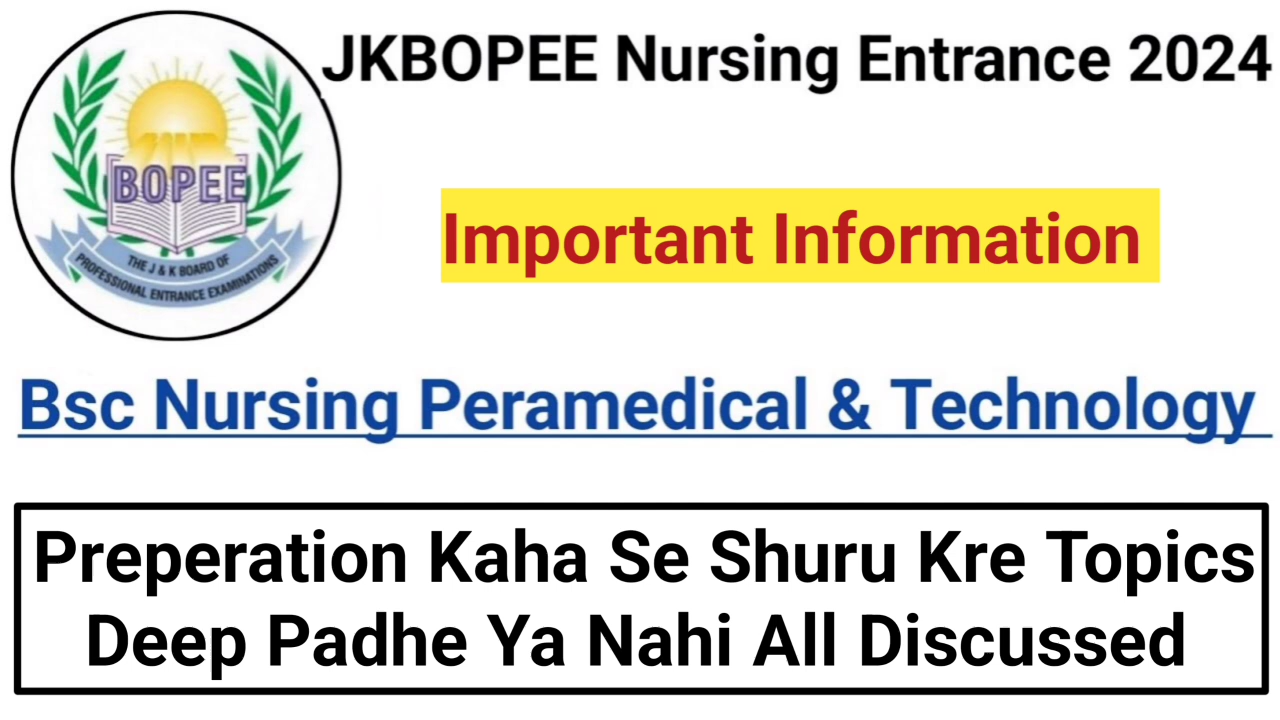 JKBOPEE Nursing Entrance 2024
BOPEE
THE J & K BOARD OF
PROFESSIONAL ENTRANCE EXAMINATIONS
Important Information
Bsc Nursing Peramedical & Technology
Preperation Kaha Se Shuru Kre Topics
Deep Padhe Ya Nahi All Discussed